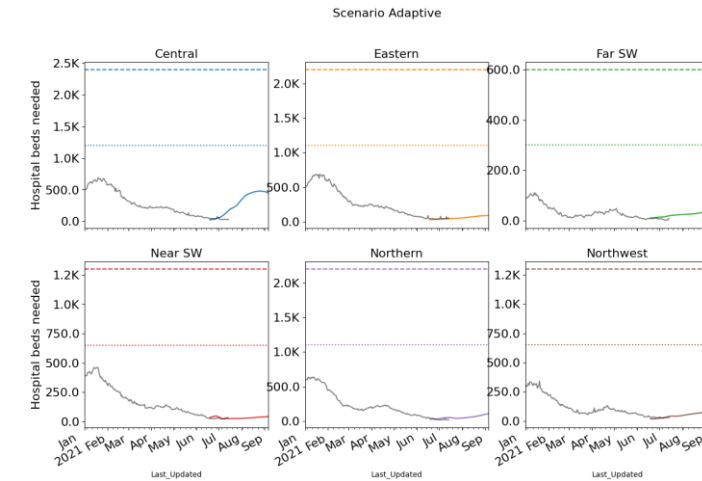 Scenario Adaptive
Central
Eastern
Far SW
Hospital beds needed
2.5K
2.0K
1.5K
1.0K
500.0
0.0
2.0K
1.5K
1.0K
500.0
0.0
600.0
400.0
200.0
0.0
Near SW
Northern
Northwest
Hospital beds needed
1.2K
1.0K
750.0
500.0
250.0
0.0
2.0K
1.5K
1.0K
500.0
0.0
1.2K
1.0K
750.0
500.0
250.0
0.0
Jan 2021 Feb Mar Apr May Jun Jul Aug Sep
Jan 2021 Feb Mar Apr May Jun Jul Aug Sep
Jan 2021 Feb Mar Apr May Jun Jul Aug Sep
Last_Updated
Last_Updated
Last_Updated